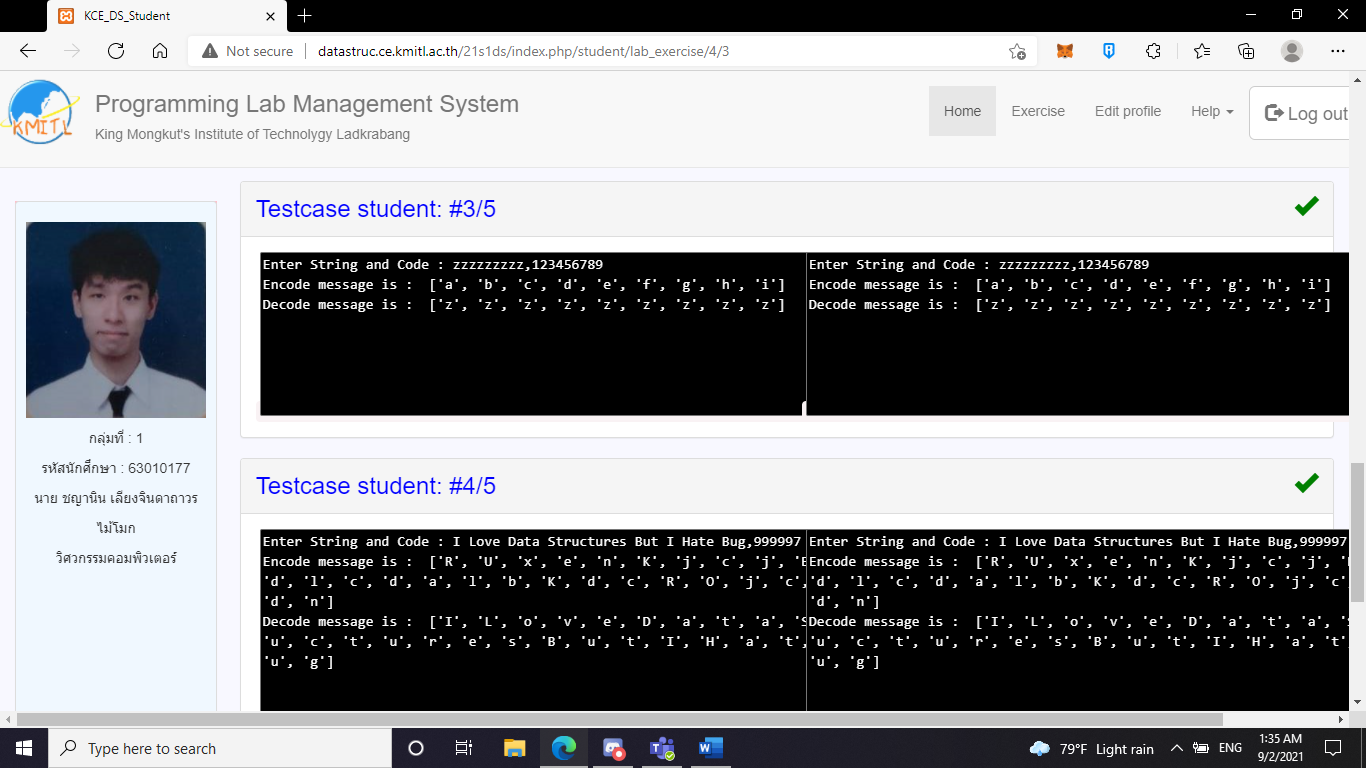 KCE_DS_Student
Not secure
datastruc.ce.kmitl.ac.th/21s1ds/index.php/student/lab_exercise/4/3
KMITL
Programming Lab Management System
King Mongkut's Institute of Technolygy Ladkrabang
Home
Exercise
Edit profile
Help
Log out
กลุ่มที่ : 1
รหัสนักศึกษา : 63010177
นาย ชญานิน เลียงจินดาถาวร
ไม้โมก
วิศวกรรมคอมพิวเตอร์
Testcase student: #3/5
Enter String and Code : zzzzzzzzz,123456789
Encode message is :  ['a', 'b', 'c', 'd', 'e', 'f', 'g', 'h', 'i']
Decode message is :  ['z', 'z', 'z', 'z', 'z', 'z', 'z', 'z', 'z', 'z']
Enter String and Code : zzzzzzzzz,123456789
Encode message is :  ['a', 'b', 'c', 'd', 'e', 'f', 'g', 'h', 'i']
Decode message is :  ['z', 'z', 'z', 'z', 'z', 'z', 'z', 'z', 'z', 'z']
Testcase student: #4/5
Enter String and Code : I Love Data Structures But I Hate Bug,999997
Encode message is :  ['R', 'U', 'x', 'e', 'n', 'K', 'j', 'c', 'j',
'd', 'l', 'c', 'd', 'a', 'l', 'b', 'K', 'd', 'c', 'R', 'O', 'j', 'c',
'd', 'n']
Decode message is :  ['I', 'L', 'o', 'v', 'e', 'D', 'a', 't', 'a',
'u', 'c', 't', 'u', 'r', 'e', 's', 'B', 'u', 't', 'I', 'H', 'a', 't',
'u', 'g']
Enter String and Code : I Love Data Structures But I Hate Bug,999997
Encode message is :  ['R', 'U', 'x', 'e', 'n', 'K', 'j', 'c', 'j',
'd', 'l', 'c', 'd', 'a', 'l', 'b', 'K', 'd', 'c', 'R', 'O', 'j', 'c'
'd', 'n']
Decode message is :  ['I', 'L', 'o', 'v', 'e', 'D', 'a', 't', 'a',
'u', 'c', 't', 'u', 'r', 'e', 's', 'B', 'u', 't', 'I', 'H', 'a', 't'
'u', 'g']
Type here to search
79°F Light rain
ENG
1:35 AM
9/2/2021